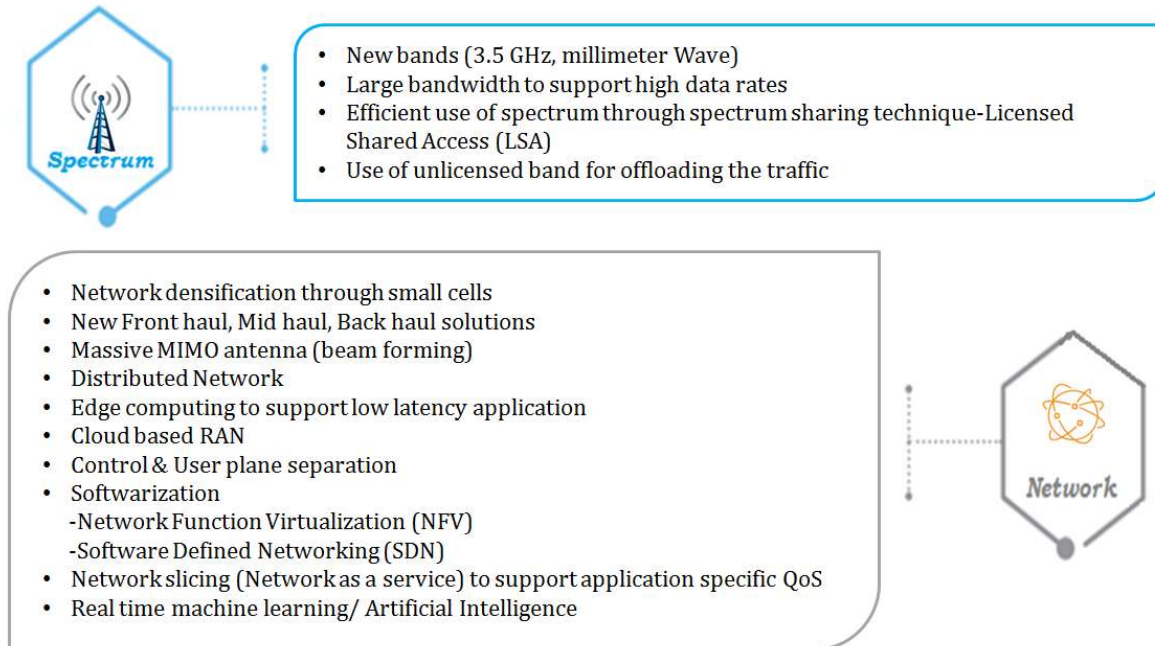 Spectrum
• New bands (3.5 GHz, millimeter Wave)
• Large bandwidth to support high data rates
• Efficient use of spectrum through spectrum sharing technique-Licensed
Shared Access (LSA)
• Use of unlicensed band for offloading the traffic
• Network densification through small cells
• New Front haul, Mid haul, Back haul solutions
• Massive MIMO antenna (beam forming)
• Distributed Network
• Edge computing to support low latency application
• Cloud based RAN
• Control & User plane separation
• Softwarization
-Network Function Virtualization (NFV)
-Software Defined Networking (SDN)
• Network slicing (Network as a service) to support application specific QoS
• Real time machine learning/ Artificial Intelligence
Network